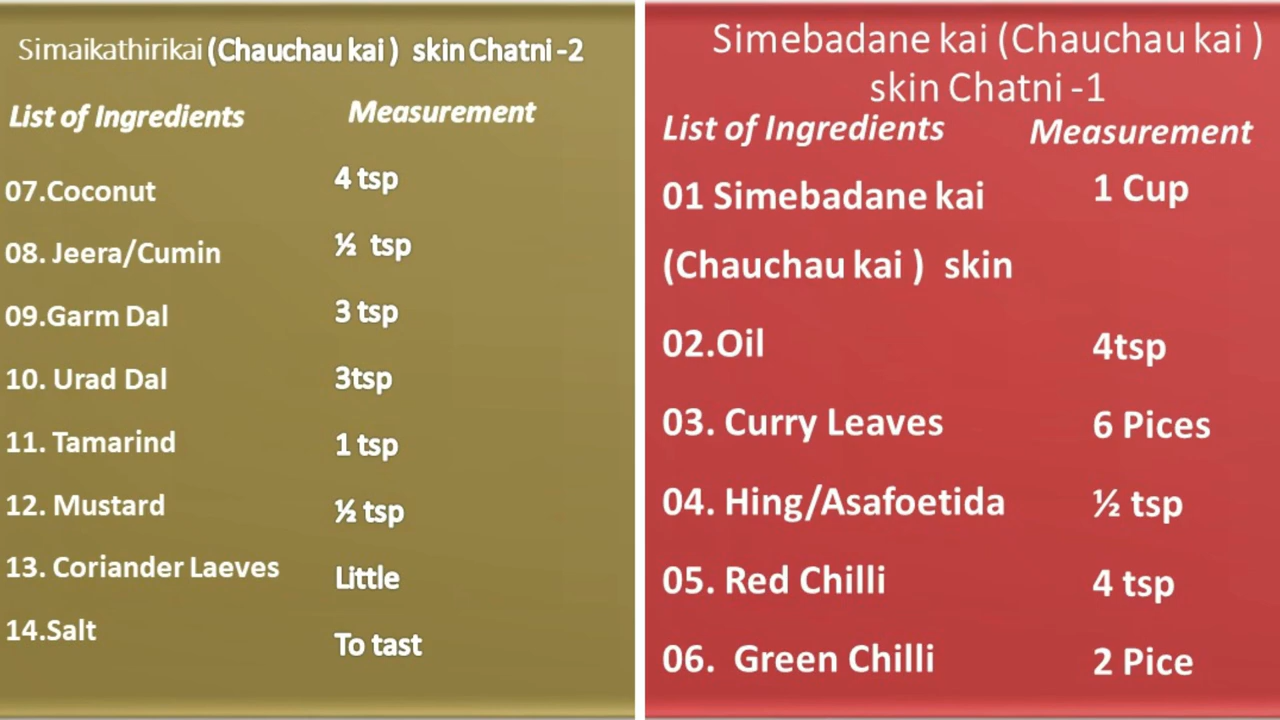 Simaikathirikai (Chauchau kai ) skin Chatni -2
List of Ingredients Measurement
07.Coconut 4 tsp
08. Jeera/Cumin ½ tsp
09.Garm Dal 3 tsp
10. Urad Dal 3tsp
11. Tamarind 1 tsp
12. Mustard ½ tsp
13. Coriander Laeves Little
14.Salt To tast
Simebadane kai (Chauchau kai )
skin Chatni -1
List of Ingredients Measurement
01 Simebadane kai 1 Cup
(Chauchau kai ) skin
02.Oil 4tsp
03. Curry Leaves 6 Pices
04. Hing/Asafoetida ½ tsp
05. Red Chilli 4 tsp
06. Green Chilli 2 Pice